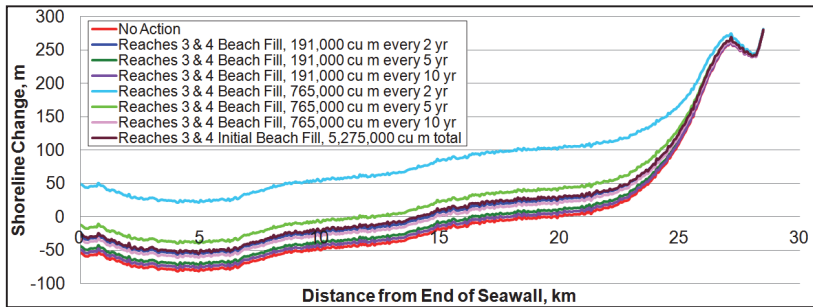 300
250
200
150
100
50
0
-50
-100
Shoreline Change, m
No Action
Reaches 3 & 4 Beach Fill, 191,000 cu m every 2 yr
Reaches 3 & 4 Beach Fill, 191,000 cu m every 5 yr
Reaches 3 & 4 Beach Fill, 191,000 cu m every 10 yr
Reaches 3 & 4 Beach Fill, 765,000 cu m every 2 yr
Reaches 3 & 4 Beach Fill, 765,000 cu m every 5 yr
Reaches 3 & 4 Beach Fill, 765,000 cu m every 10 yr
Reaches 3 & 4 Initial Beach Fill, 5,275,000 cu m total
0 5 10 15 20 25 30
Distance from End of Seawall, km